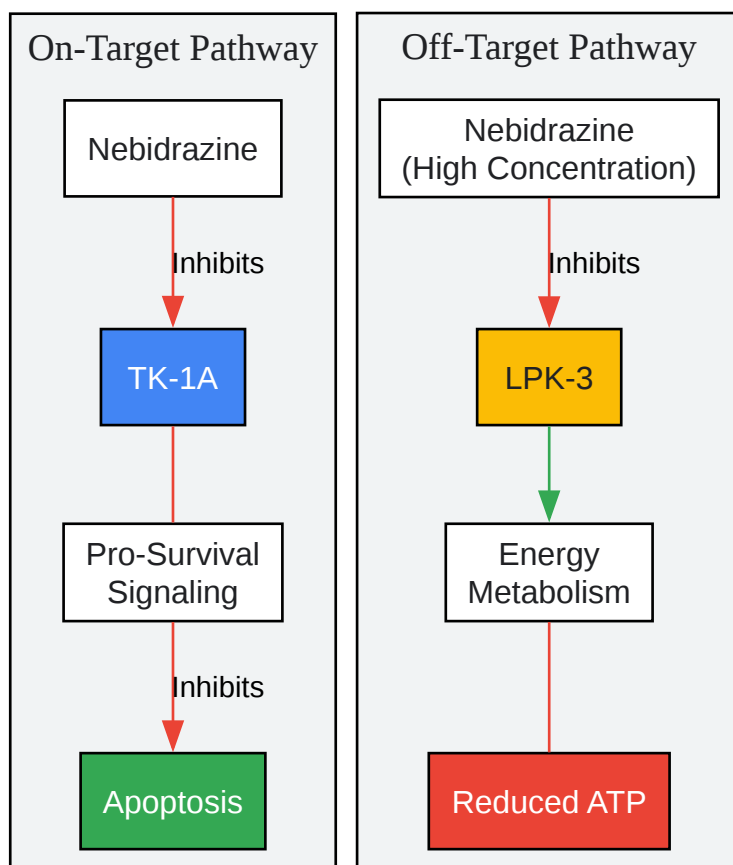 On-Target Pathway
Nebidrazine
Inhibits
TK-1A
Pro-Survival
Signaling
Inhibits
Apoptosis
Off-Target Pathway
Nebidrazine
(High Concentration)
Inhibits
LPK-3
Energy
Metabolism
Reduced ATP